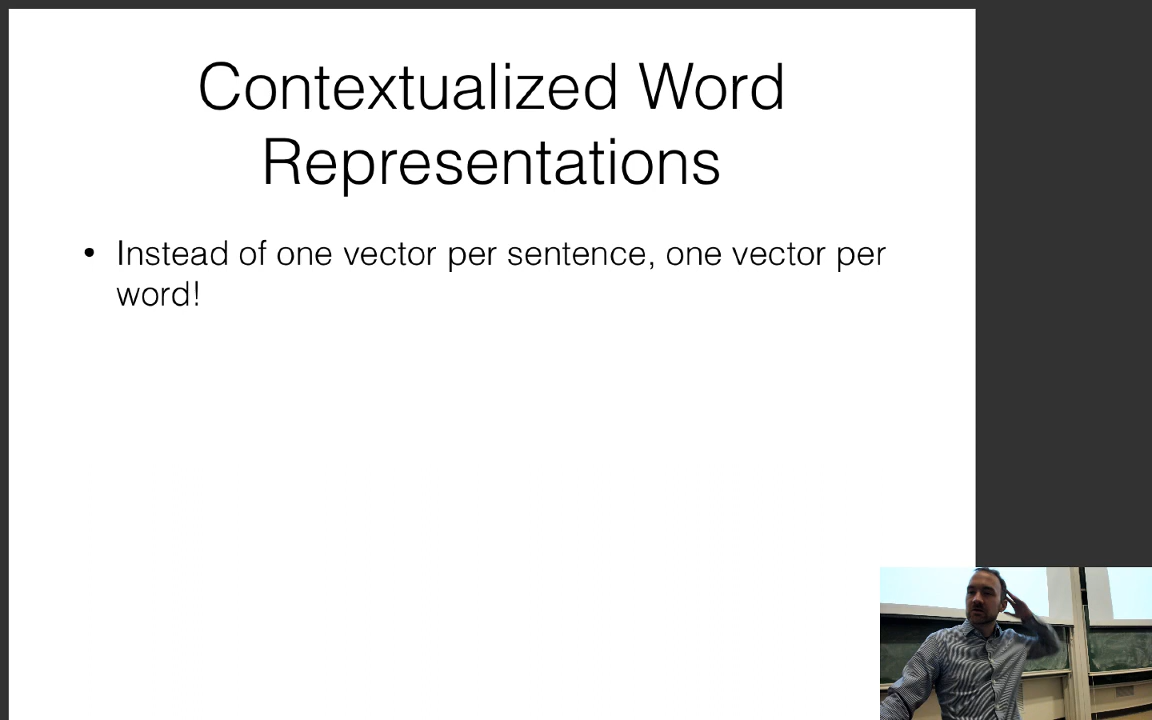 Contextualized Word
Representations
• Instead of one vector per sentence, one vector per
word!